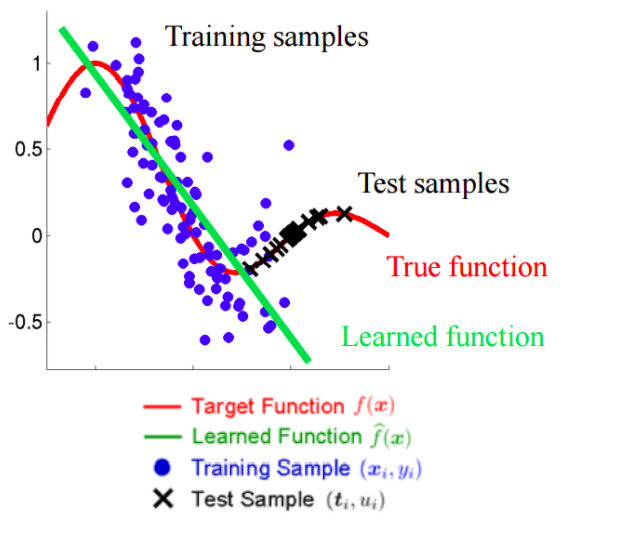 Training samples
1
0.5
Test samples
0
True function
-0.5
Learned function
Target Function f(x)
Learned Function f̂(x)
Training Sample (xᵢ, yᵢ)
Test Sample (tᵢ, uᵢ)